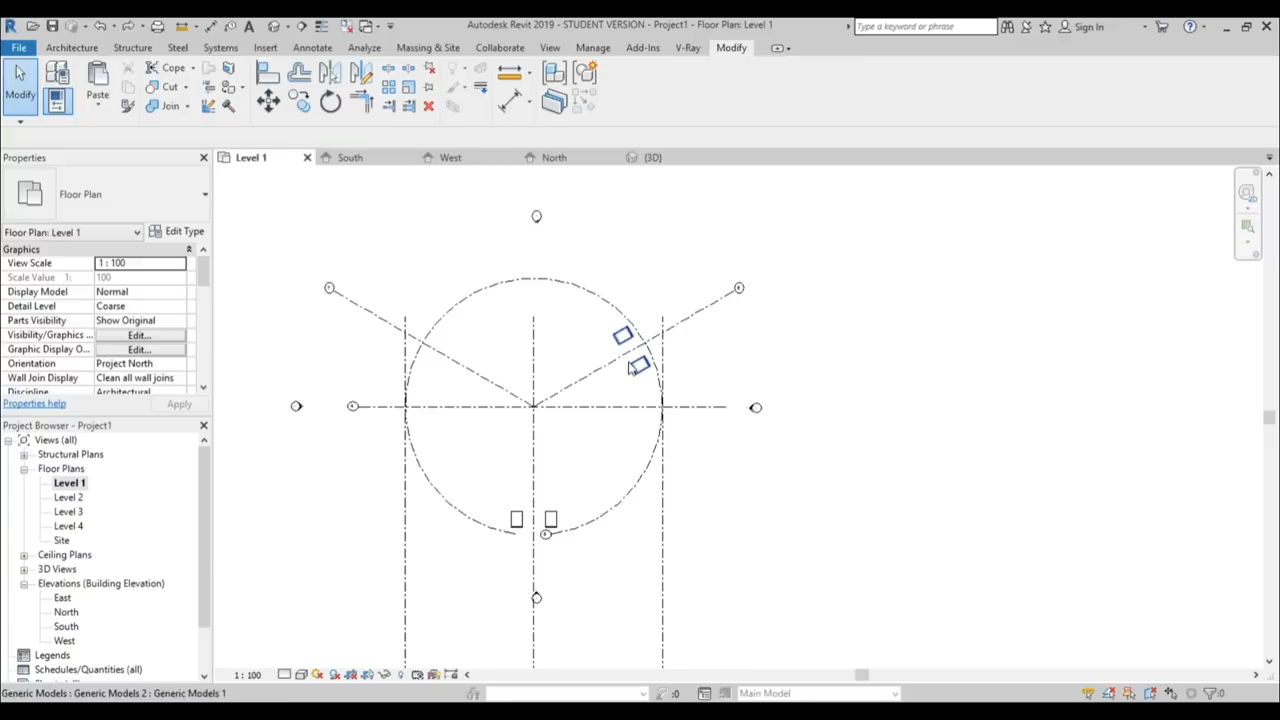 Autodesk Revit 2019 - STUDENT VERSION - Project1 - Floor Plan: Level 1
Type a keyword or phrase
Sign In
File Architecture Structure Steel Systems Insert Annotate Analyze Massing & Site Collaborate View Manage Add-Ins V-Ray Modify
Modify
Paste
Cope
Cut
Join
Properties
Level 1
South
West
North
{3D}
Floor Plan
Floor Plan: Level 1
Edit Type
Graphics
View Scale 1 : 100
Scale Value 1: 100
Display Model Normal
Detail Level Coarse
Parts Visibility Show Original
Visibility/Graphics ... Edit...
Graphic Display O... Edit...
Orientation Project North
Wall Join Display Clean all wall joins
Discipline Architectural
Properties help
Apply
Project Browser - Project1
Views (all)
Structural Plans
Floor Plans
Level 1
Level 2
Level 3
Level 4
Site
Ceiling Plans
3D Views
Elevations (Building Elevation)
East
North
South
West
Legends
Schedules/Quantities (all)
1 : 100
Generic Models : Generic Models 2 : Generic Models 1
:0
Main Model
:0